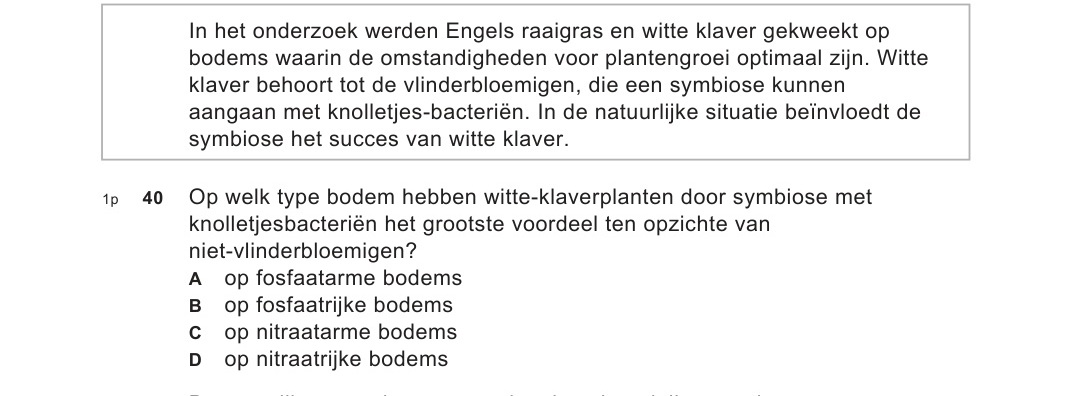 In het onderzoek werden Engels raaigras en witte klaver gekweekt op
bodems waarin de omstandigheden voor plantengroei optimaal zijn. Witte
klaver behoort tot de vlinderbloemigen, die een symbiose kunnen
aangaan met knolletjes-bacteriën. In de natuurlijke situatie beïnvloedt de
symbiose het succes van witte klaver.
1p 40 Op welk type bodem hebben witte-klaverplanten door symbiose met
knolletjesbacteriën het grootste voordeel ten opzichte van
niet-vlinderbloemigen?
A op fosfaatarme bodems
B op fosfaatrijke bodems
C op nitraatarme bodems
D op nitraatrijke bodems